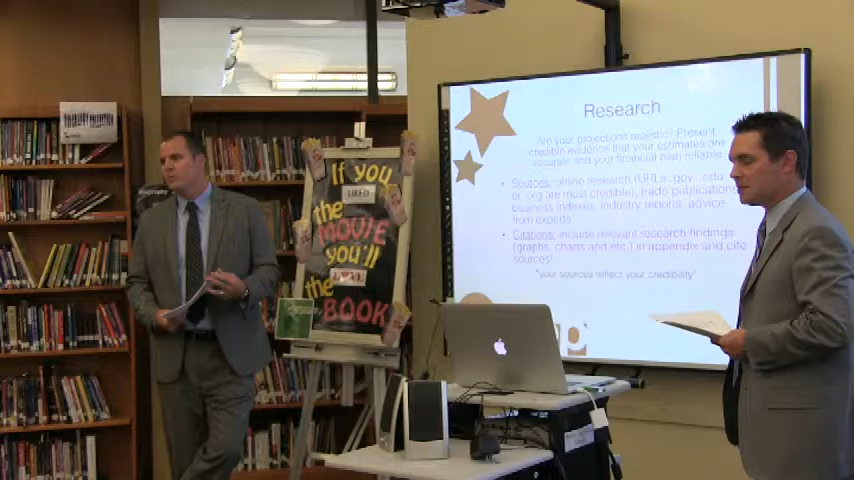 If you
LIKED
the
MOVIE
you'll
the
BOOK
Research
Are your projections realistic? Present
credible evidence that your estimates are
accurate and your financial
reliable.
Sources: online research (URLs .gov, .edu
or .org are most credible), trade publications,
business indexes, industry reports, advice
from experts
Citations: include relevant research findings
(graphs, charts and etc.) in appendix and cite
sources
"your sources reflect your credibility"